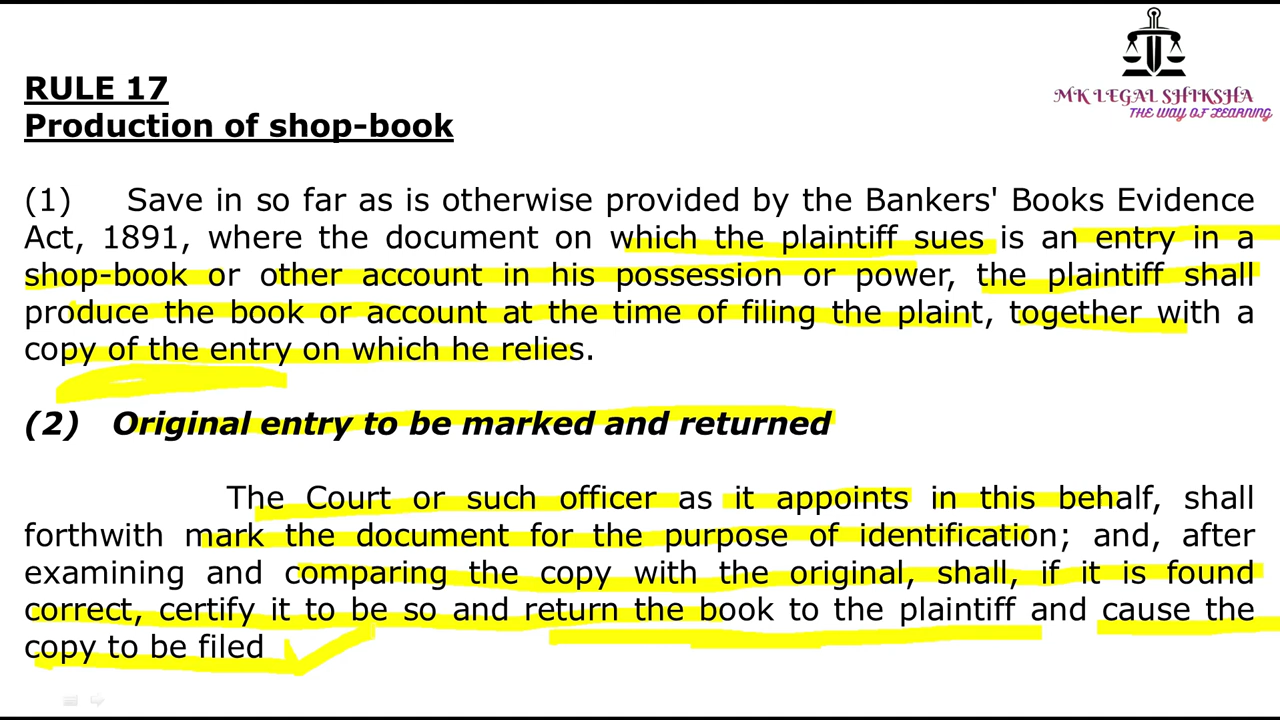 MK LEGAL SHIKSHA
THE WAY OF LEARNING
RULE 17
Production of shop-book
(1) Save in so far as is otherwise provided by the Bankers' Books Evidence
Act, 1891, where the document on which the plaintiff sues is an entry in a
shop-book or other account in his possession or power, the plaintiff shall
produce the book or account at the time of filing the plaint, together with a
copy of the entry on which he relies.
(2) Original entry to be marked and returned
The Court or such officer as it appoints in this behalf, shall
forthwith mark the document for the purpose of identification; and, after
examining and comparing the copy with the original, shall, if it is found
correct, certify it to be so and return the book to the plaintiff and cause the
copy to be filed